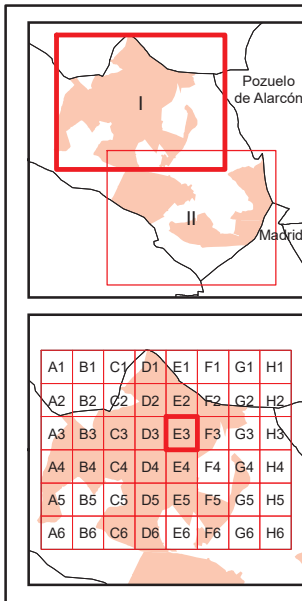 I
Pozuelo
de Alarcón
II
Madrid
A1 B1 C1 D1 E1 F1 G1 H1
A2 B2 C2 D2 E2 F2 G2 H2
A3 B3 C3 D3 E3 F3 G3 H3
A4 B4 C4 D4 E4 F4 G4 H4
A5 B5 C5 D5 E5 F5 G5 H5
A6 B6 C6 D6 E6 F6 G6 H6